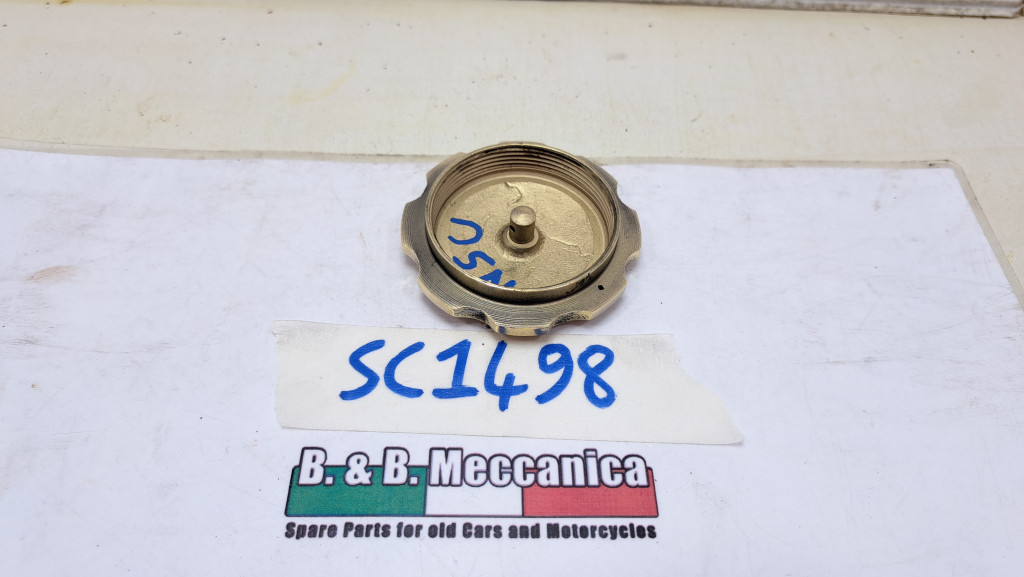 SC1498
B. & B. Meccanica
Spare Parts for old Cars and Motorcycles